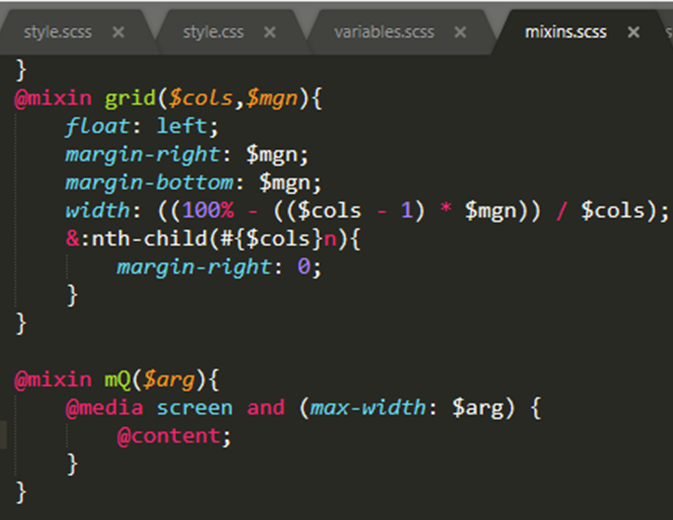 style.scss × style.css × variables.scss × mixins.scss × s
}
@mixin grid($cols,$mgn){
    float: left;
    margin-right: $mgn;
    margin-bottom: $mgn;
    width: ((100% - (($cols - 1) * $mgn)) / $cols);
    &:nth-child(#{$cols}n){
        margin-right: 0;
    }
}
@mixin mQ($arg){
    @media screen and (max-width: $arg) {
        @content;
    }
}